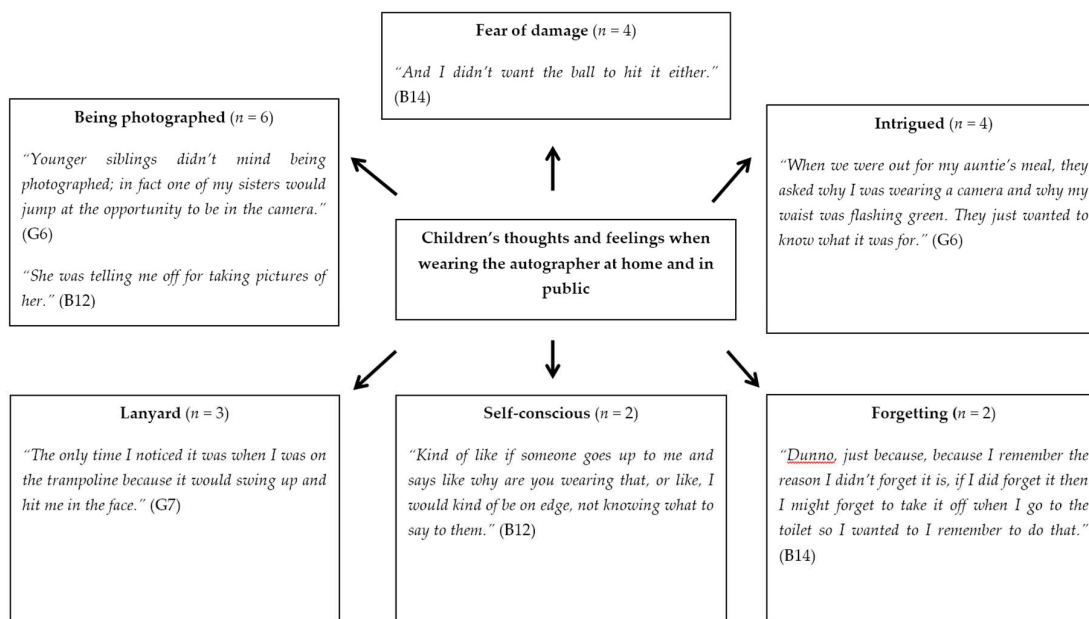 Fear of damage (n = 4)
“And I didn’t want the ball to hit it either.”
(B14)
Being photographed (n = 6)
“Younger siblings didn’t mind being
photographed; in fact one of my sisters would
jump at the opportunity to be in the camera.”
(G6)
“She was telling me off for taking pictures of
her.” (B12)
Intrigued (n = 4)
“When we were out for my auntie’s meal, they
asked why I was wearing a camera and why my
waist was flashing green. They just wanted to
know what it was for.” (G6)
Children’s thoughts and feelings when
wearing the autographer at home and in
public
Lanyard (n = 3)
“The only time I noticed it was when I was on
the trampoline because it would swing up and
hit me in the face.” (G7)
Self-conscious (n = 2)
“Kind of like if someone goes up to me and
says like why are you wearing that, or like, I
would kind of be on edge, not knowing what to
say to them.” (B12)
Forgetting (n = 2)
“Dunno, just because, because I remember the
reason I didn’t forget it is, if I did forget it then
I might forget to take it off when I go to the
toilet so I wanted to I remember to do that.”
(B14)